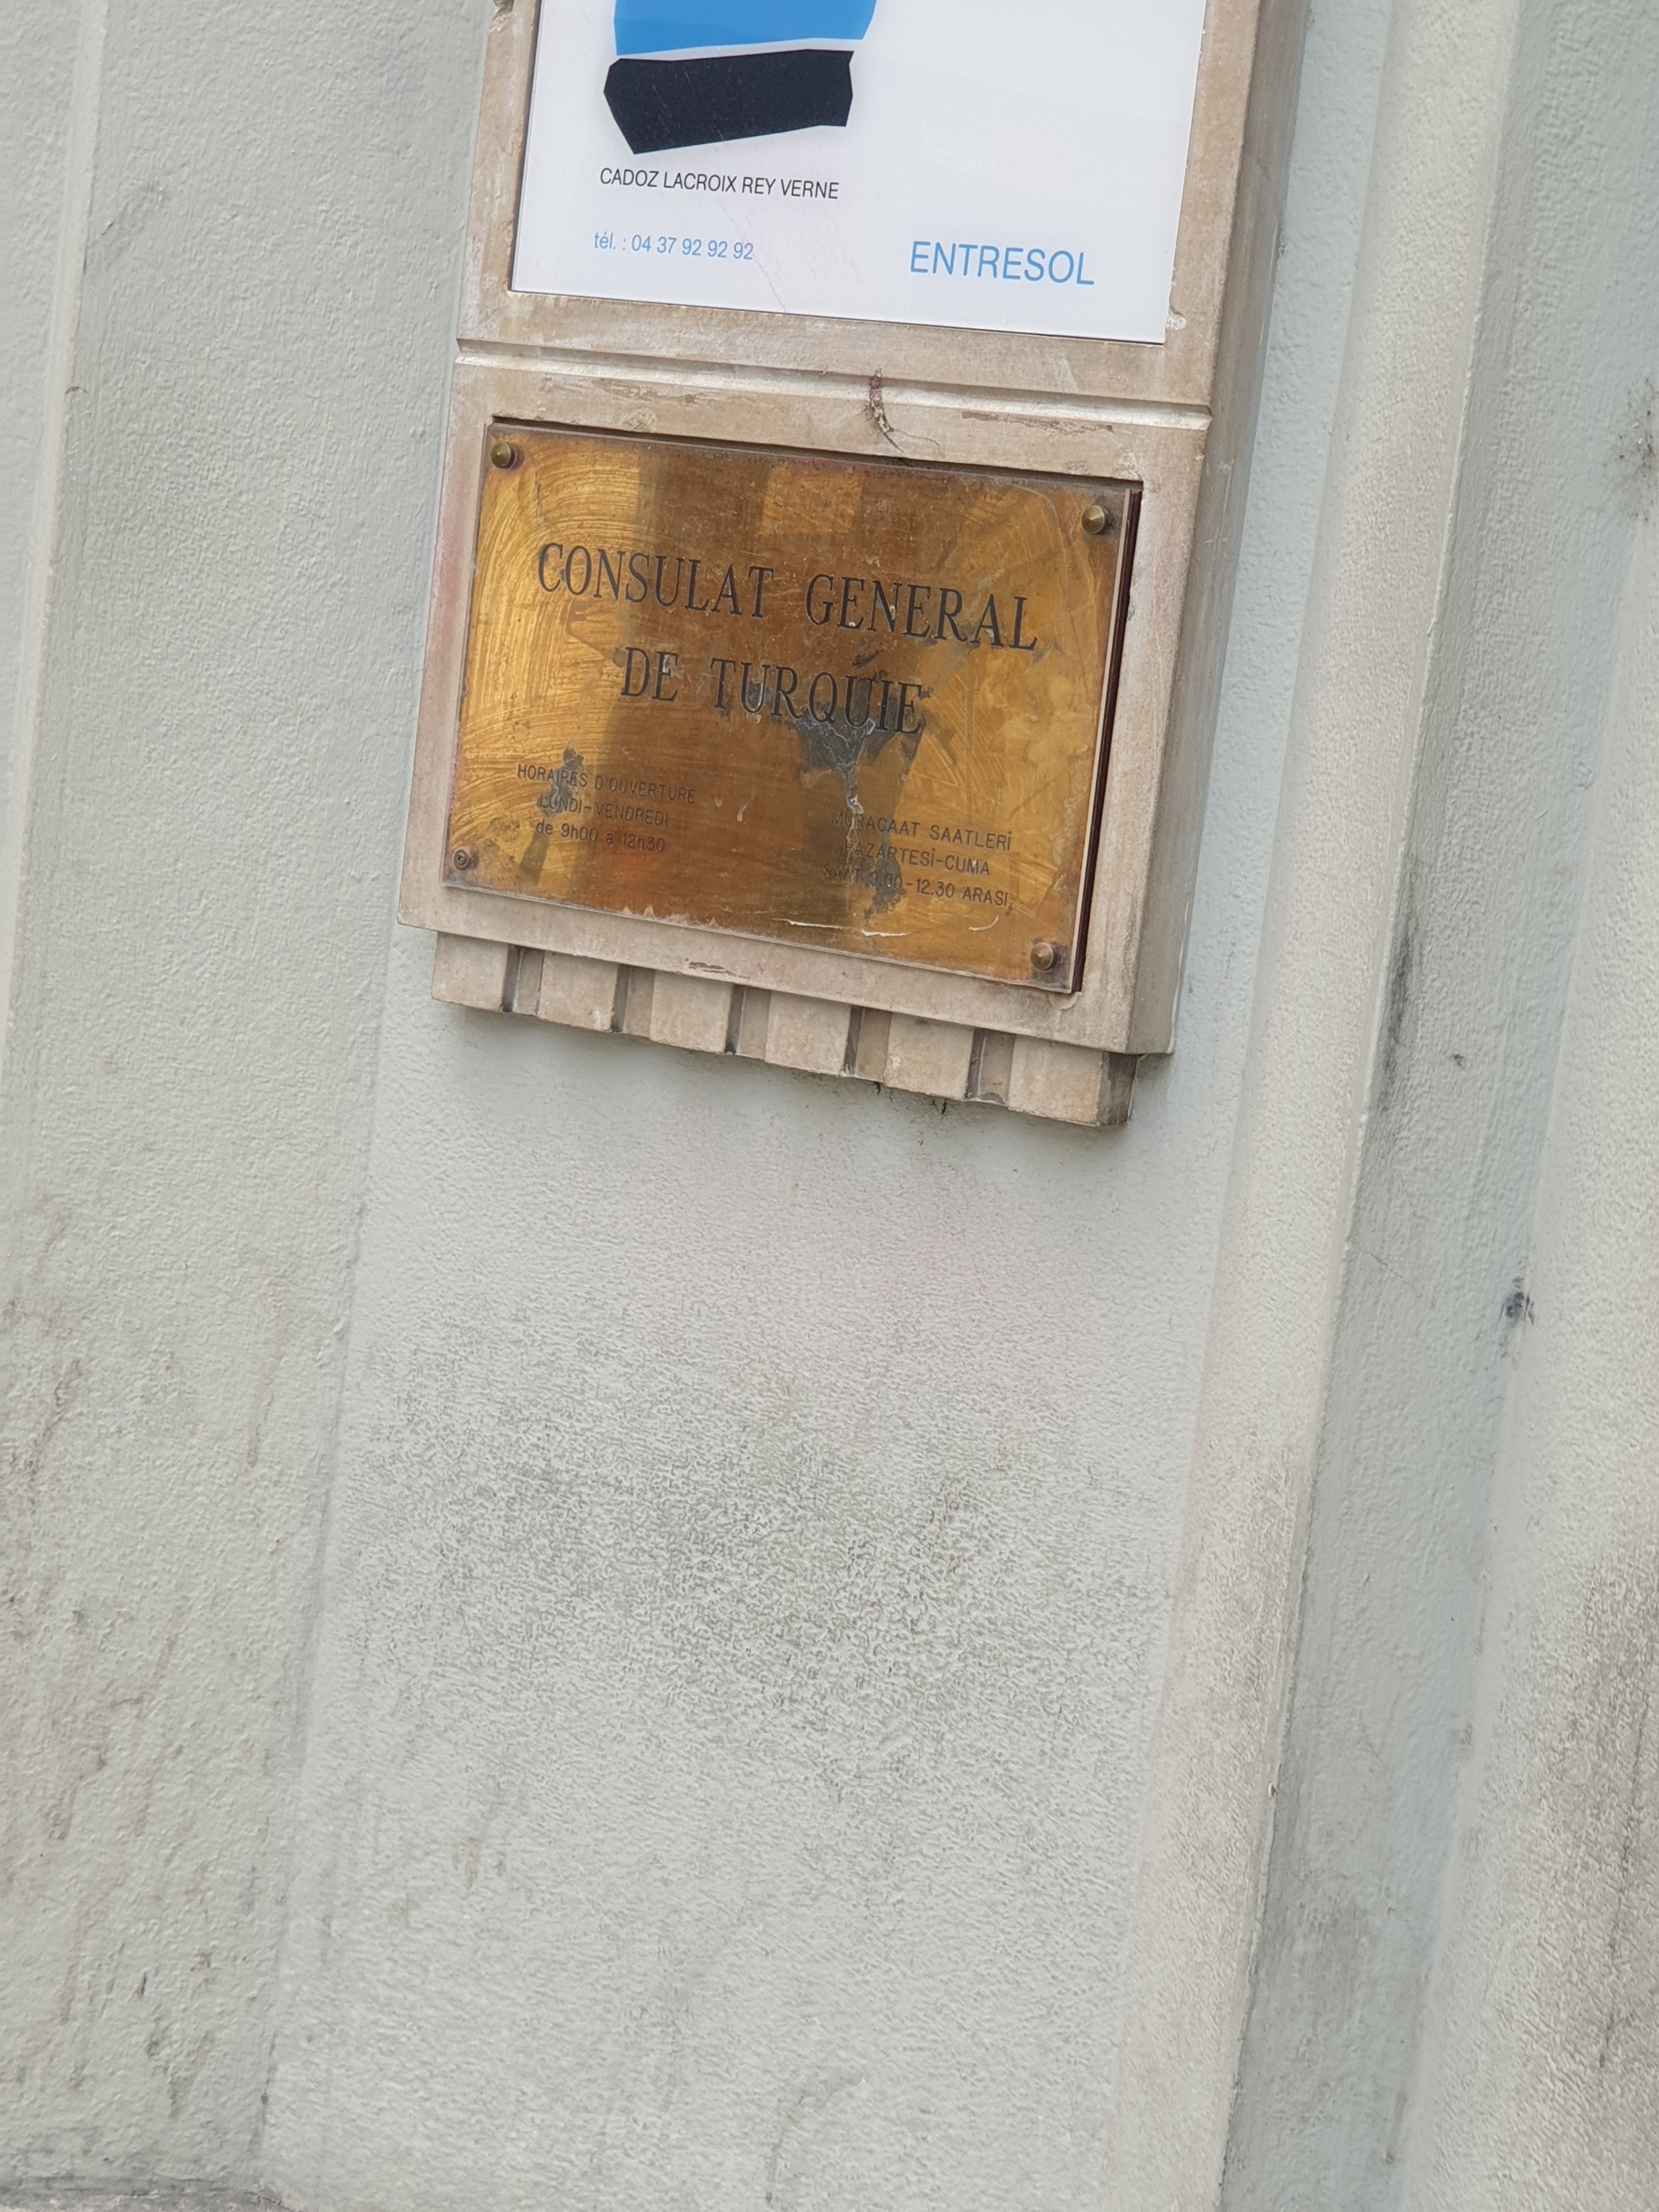 CADOZ LACROIX REY VERNE
tél. : 04 37 92 92 92
ENTRESOL
CONSULAT GENERAL
DE TURQUIE
HORAIRES D'OUVERTURE
LUNDI-VENDREDI
de 9h00 à 12h30
MÜRACAAT SAATLERİ
PAZARTESİ-CUMA
SAAT 9.00-12.30 ARASI